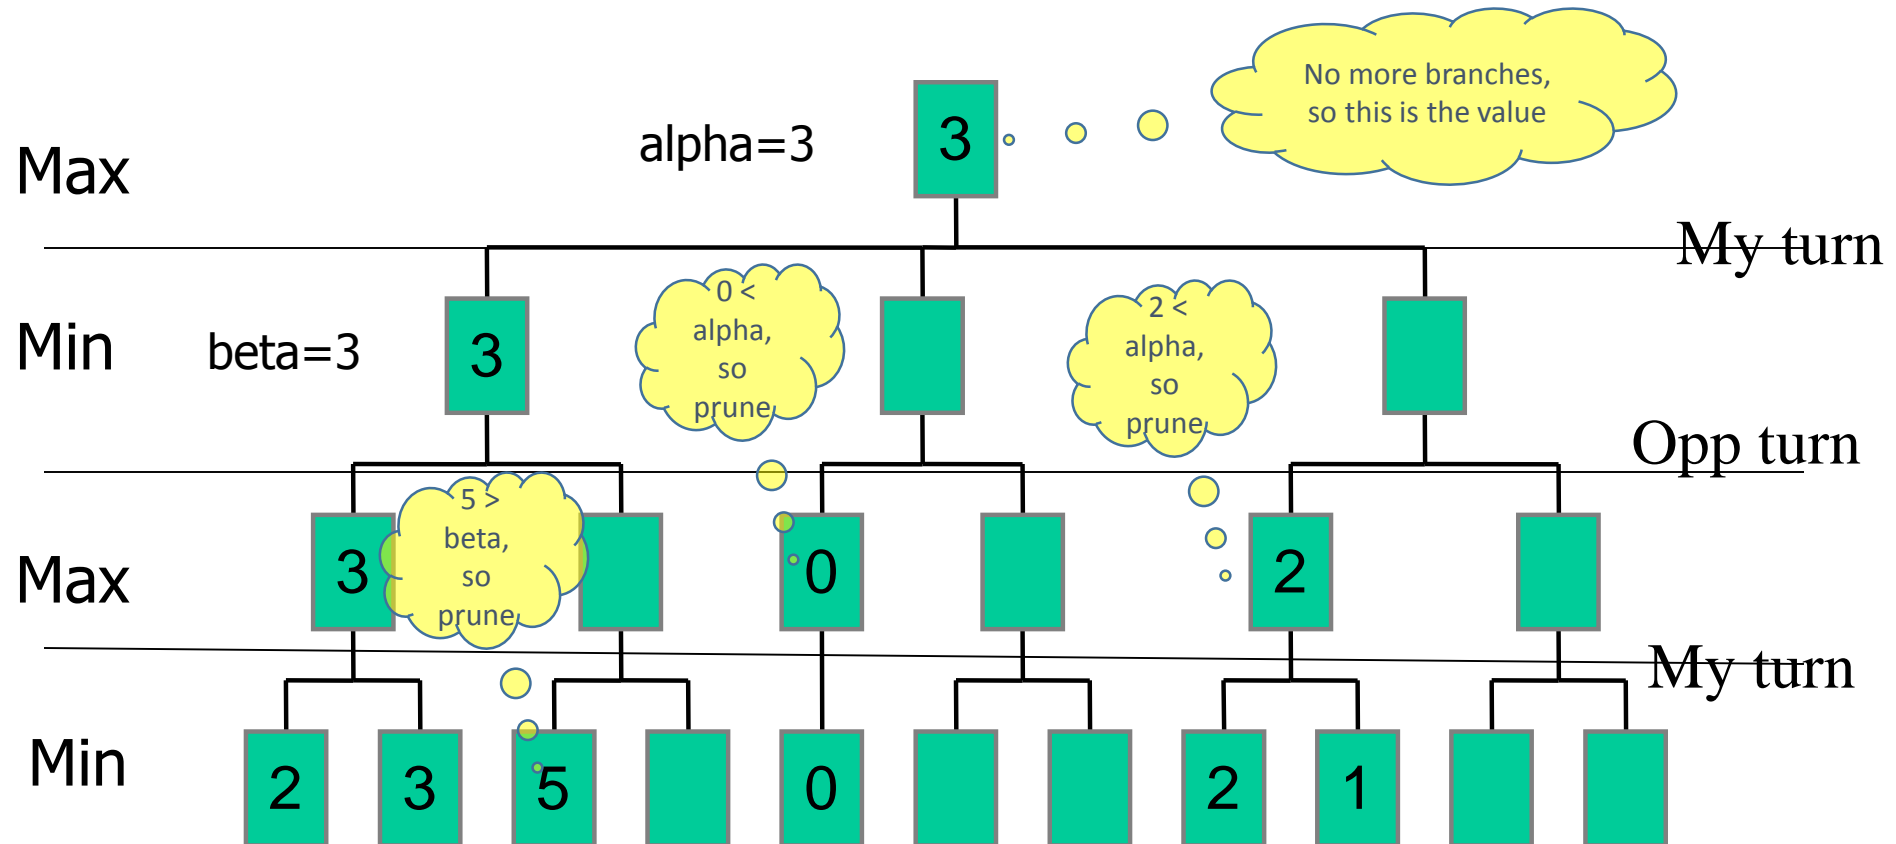 No more branches,
so this is the value
alpha=3
3
Max
My turn
0 <
alpha,
so
prune
2 <
alpha,
so
prune
Min
beta=3
3
Opp turn
5 >
beta,
so
prune
Max
3
0
2
My turn
Min
2
3
5
0
2
1